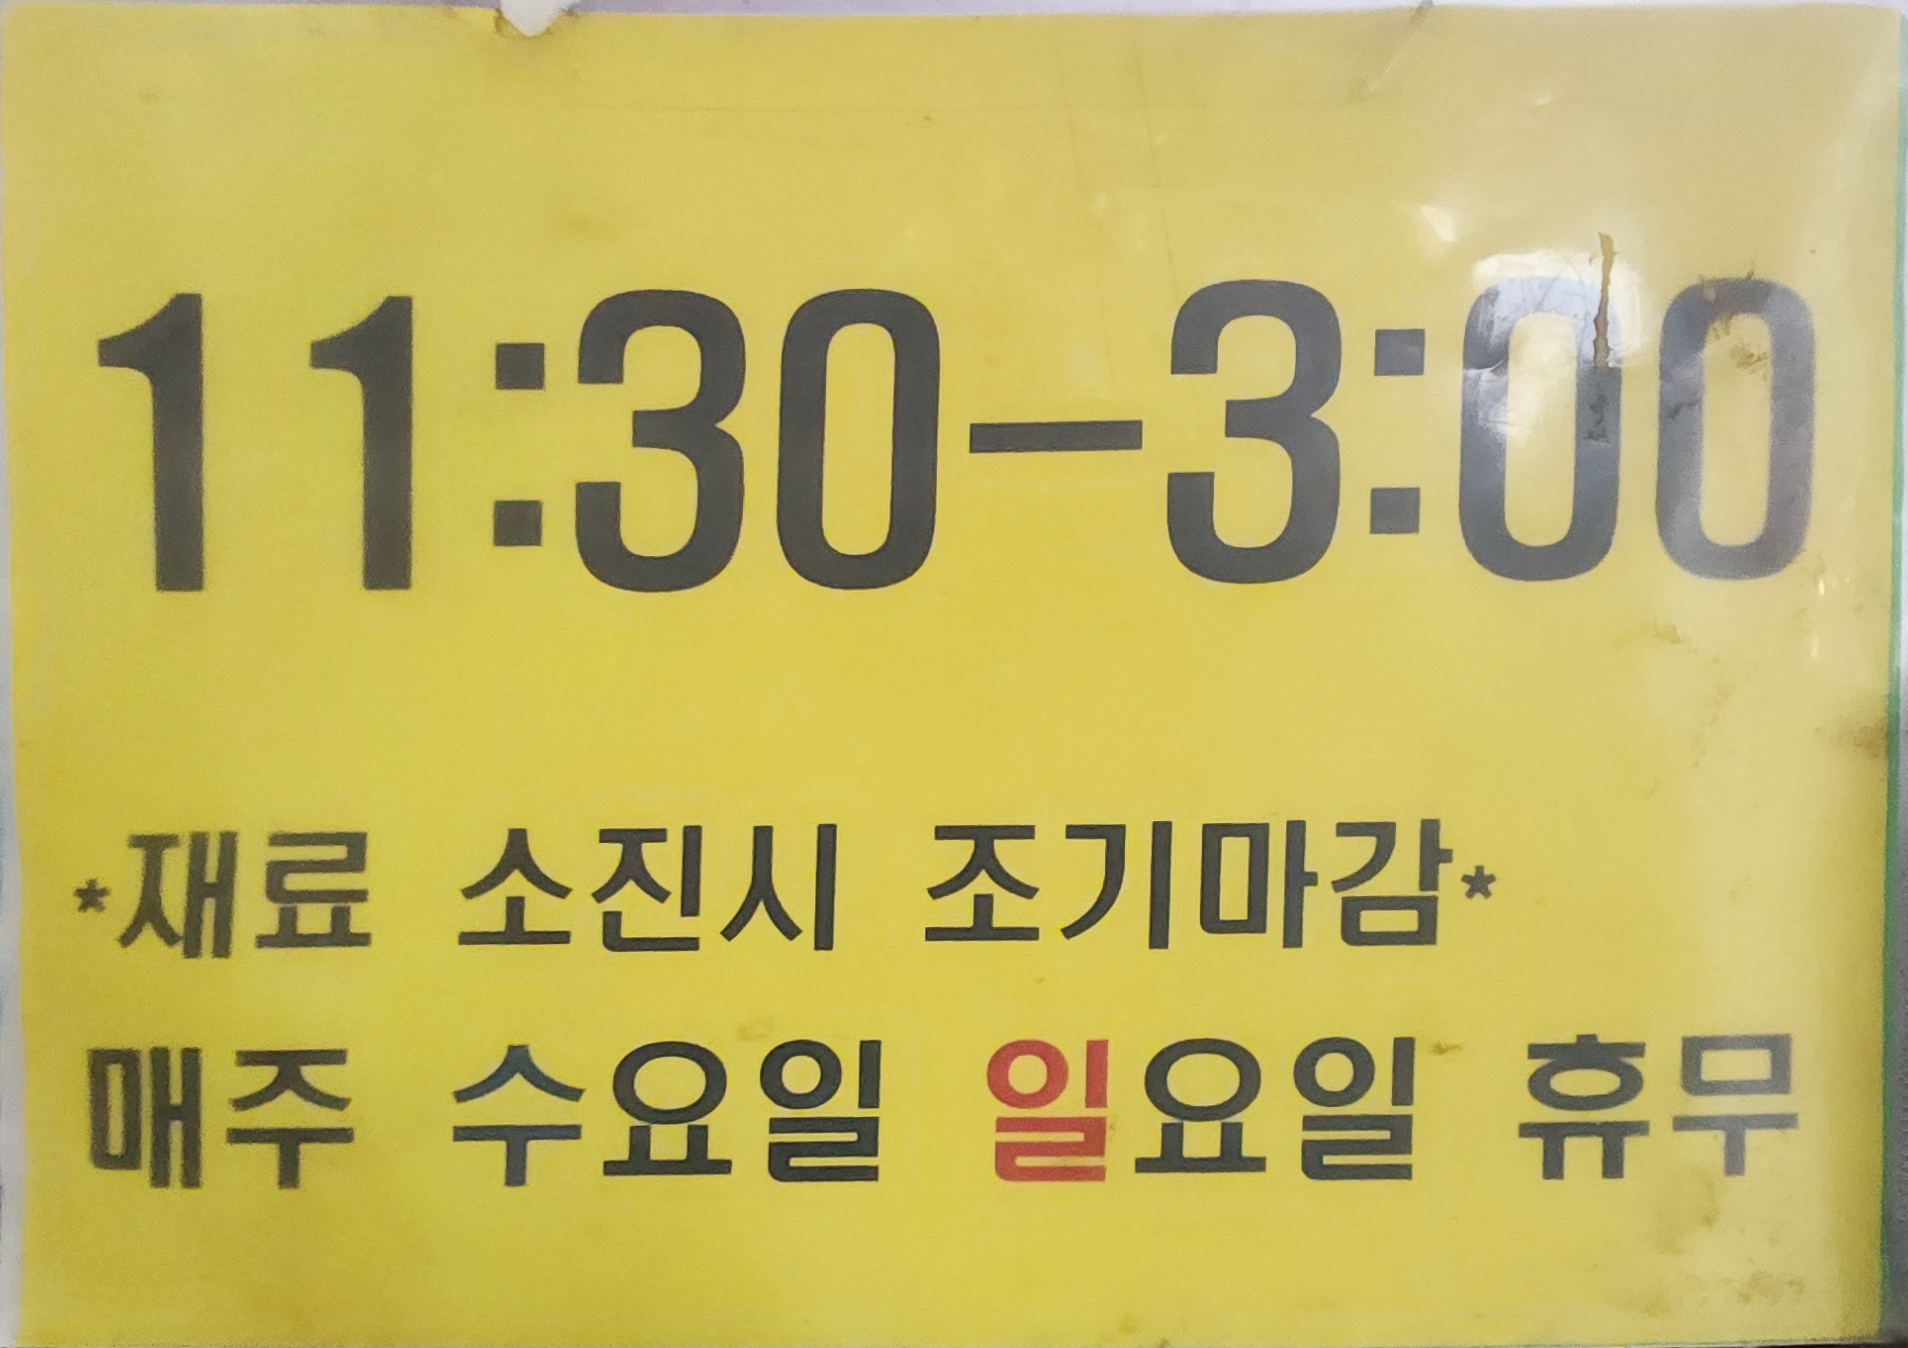 11:30-3:00
*재료 소진시 조기마감*
매주 수요일 일요일 휴무